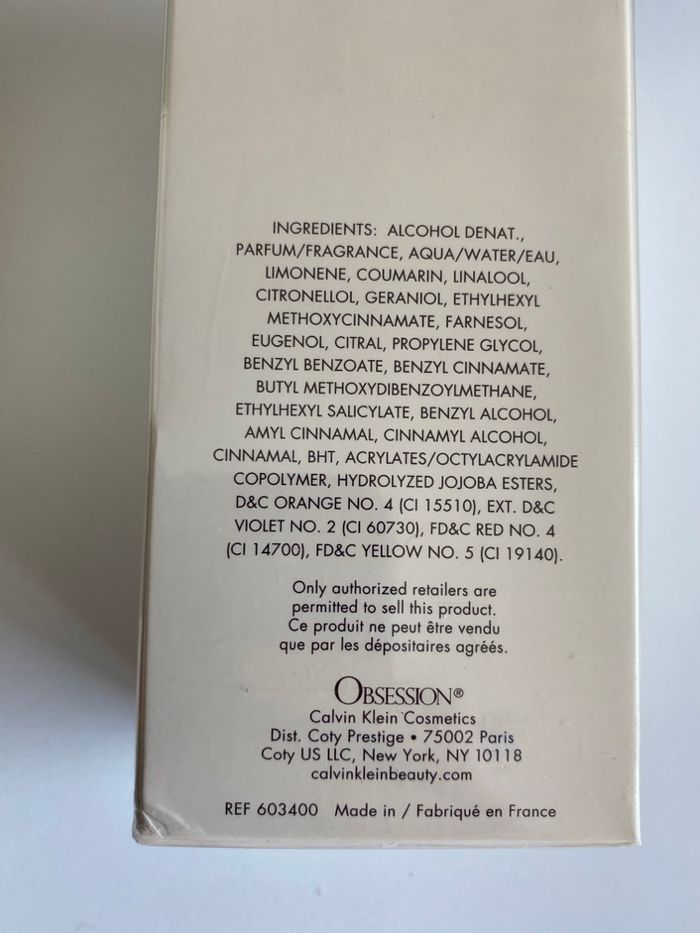 INGREDIENTS: ALCOHOL DENAT.,
PARFUM/FRAGRANCE, AQUA/WATER/EAU,
LIMONENE, COUMARIN, LINALOOL,
CITRONELLOL, GERANIOL, ETHYLHEXYL
METHOXYCINNAMATE, FARNESOL,
EUGENOL, CITRAL, PROPYLENE GLYCOL,
BENZYL BENZOATE, BENZYL CINNAMATE,
BUTYL METHOXYDIBENZOYLMETHANE,
ETHYLHEXYL SALICYLATE, BENZYL ALCOHOL,
AMYL CINNAMAL, CINNAMYL ALCOHOL,
CINNAMAL, BHT, ACRYLATES/OCTYLACRYLAMIDE
COPOLYMER, HYDROLYZED JOJOBA ESTERS,
D&C ORANGE NO. 4 (CI 15510), EXT. D&C
VIOLET NO. 2 (CI 60730), FD&C RED NO. 4
(CI 14700), FD&C YELLOW NO. 5 (CI 19140).
Only authorized retailers are
permitted to sell this product.
Ce produit ne peut être vendu
que par les dépositaires agréés.
OBSESSION®
Calvin Klein Cosmetics
Dist. Coty Prestige • 75002 Paris
Coty US LLC, New York, NY 10118
calvinkleinbeauty.com
REF 603400 Made in / Fabriqué en France